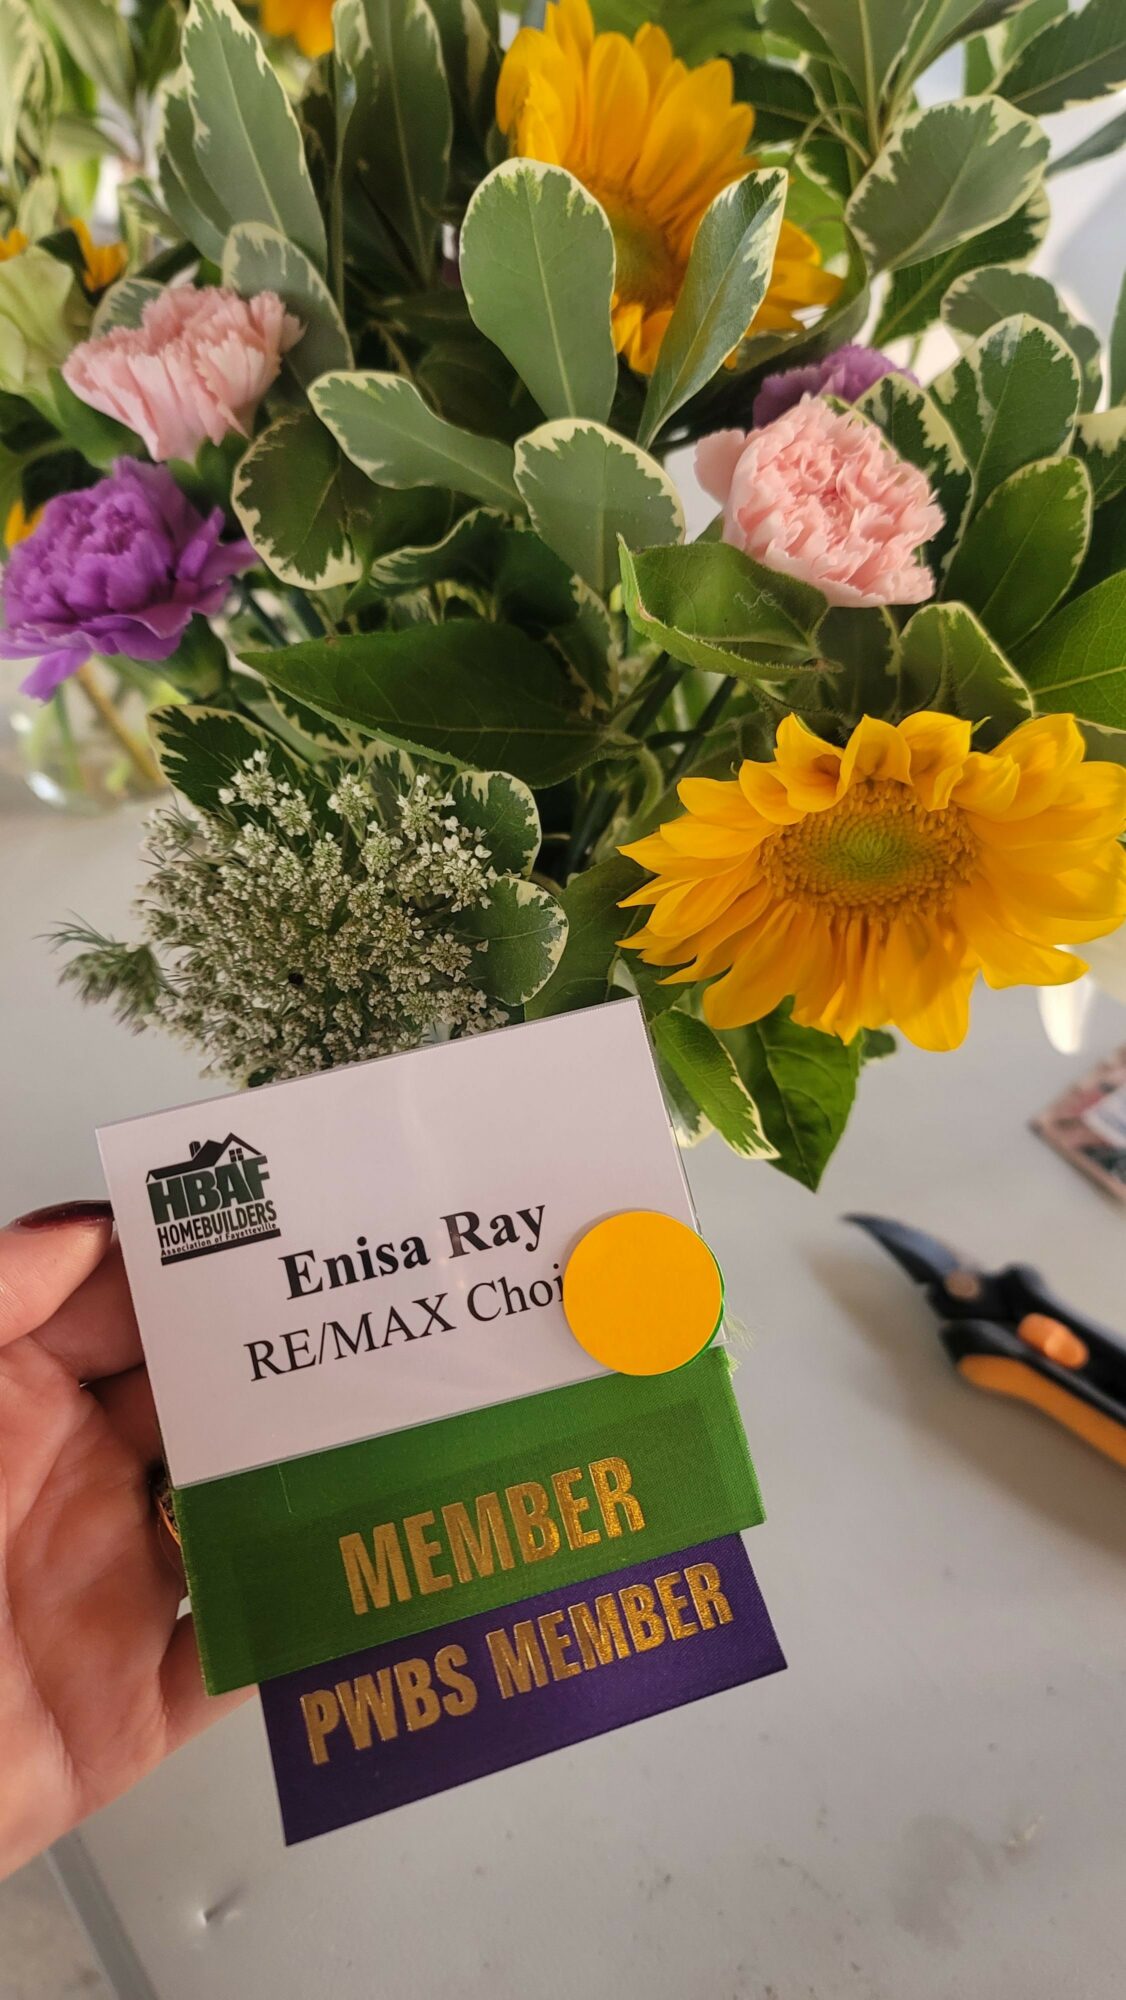 HBAF
HOMEBUILDERS
Association of Fayetteville
Enisa Ray
RE/MAX Choi
MEMBER
PWBS MEMBER